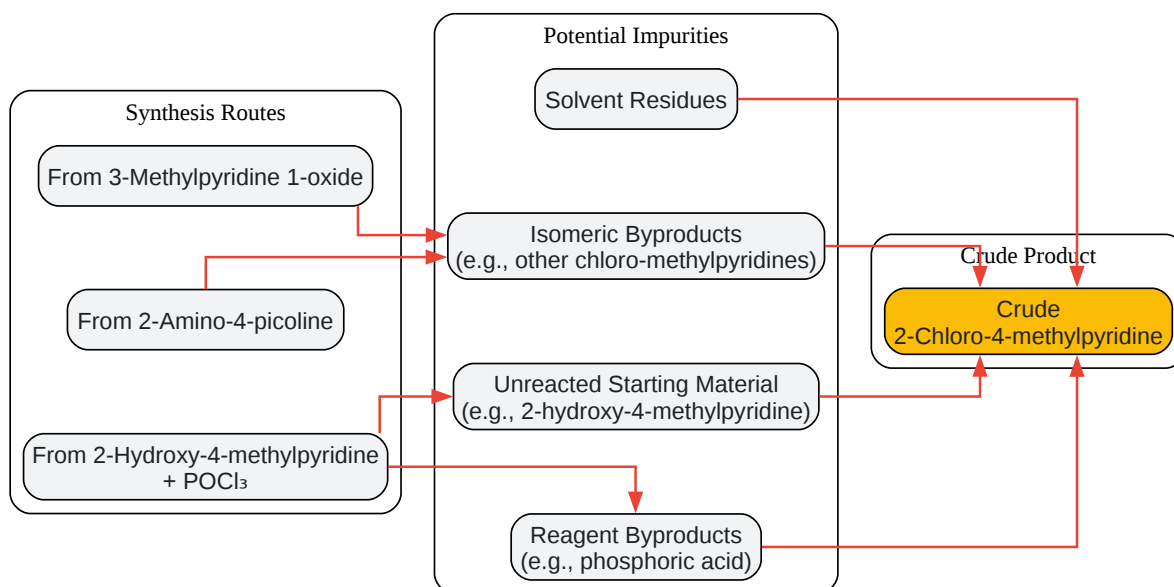 Synthesis Routes
From 3-Methylpyridine 1-oxide
From 2-Amino-4-picoline
From 2-Hydroxy-4-methylpyridine
+ POCl₃
Potential Impurities
Solvent Residues
Isomeric Byproducts
(e.g., other chloro-methylpyridines)
Unreacted Starting Material
(e.g., 2-hydroxy-4-methylpyridine)
Reagent Byproducts
(e.g., phosphoric acid)
Crude Product
Crude
2-Chloro-4-methylpyridine